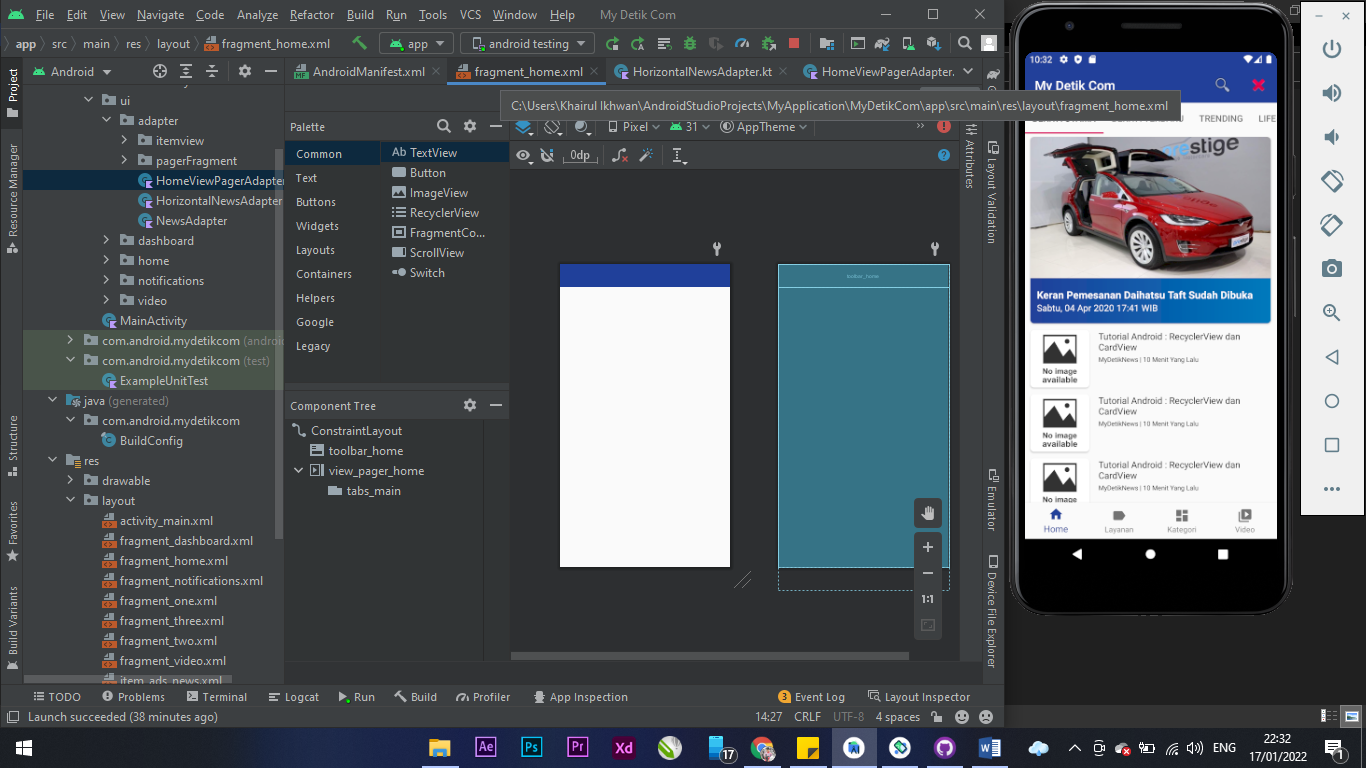 File Edit View Navigate Code Analyze Refactor Build Run Tools VCS Window Help My Detik Com
app src main res layout fragment_home.xml app android testing
Project
Resource Manager
Structure
Favorites
Build Variants
Android
ui
adapter
itemview
pagerFragment
HomeViewPagerAdapter
HorizontalNewsAdapter
NewsAdapter
dashboard
home
notifications
video
MainActivity
com.android.mydetikcom (androi
com.android.mydetikcom (test)
ExampleUnitTest
java (generated)
com.android.mydetikcom
BuildConfig
res
drawable
layout
activity_main.xml
fragment_dashboard.xml
fragment_home.xml
fragment_notifications.xml
fragment_one.xml
fragment_three.xml
fragment_two.xml
fragment_video.xml
item_ads_news.xml
AndroidManifest.xml fragment_home.xml HorizontalNewsAdapter.kt HomeViewPagerAdapter.
C:\Users\Khairul Ikhwan\AndroidStudioProjects\MyApplication\MyDetikCom\app\src\main\res\layout\fragment_home.xml
Palette
Common
Text
Buttons
Widgets
Layouts
Containers
Helpers
Google
Legacy
Ab TextView
Button
ImageView
RecyclerView
FragmentCo...
ScrollView
Switch
Component Tree
ConstraintLayout
toolbar_home
view_pager_home
tabs_main
Pixel 31 AppTheme
0dp
toolbar_home
1:1
Attributes
Layout Validation
Gradle
Emulator
Device File Explorer
TODO Problems Terminal Logcat Run Build Profiler App Inspection 3 Event Log Layout Inspector
Launch succeeded (38 minutes ago) 14:27 CRLF UTF-8 4 spaces
10:32
My Detik Com
TRENDING LIFE
restige
Keran Pemesanan Daihatsu Taft Sudah Dibuka
Sabtu, 04 Apr 2020 17:41 WIB
No image available
Tutorial Android : RecyclerView dan CardView
MyDetikNews | 10 Menit Yang Lalu
No image available
Tutorial Android : RecyclerView dan CardView
MyDetikNews | 10 Menit Yang Lalu
No image
Tutorial Android : RecyclerView dan CardView
MyDetikNews | 10 Menit Yang Lalu
Home Layanan Kategori Video
Ae Ps Pr Xd 17 W ENG
22:32
17/01/2022
1